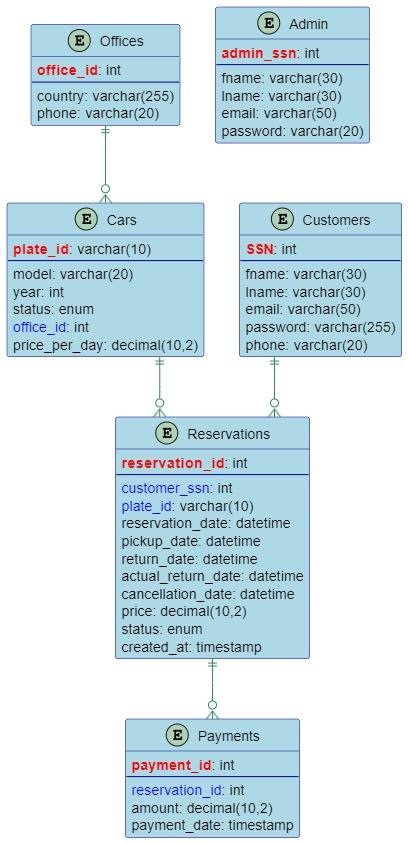 E Offices
office_id: int
country: varchar(255)
phone: varchar(20)
E Admin
admin_ssn: int
fname: varchar(30)
lname: varchar(30)
email: varchar(50)
password: varchar(20)
E Cars
plate_id: varchar(10)
model: varchar(20)
year: int
status: enum
office_id: int
price_per_day: decimal(10,2)
E Customers
SSN: int
fname: varchar(30)
lname: varchar(30)
email: varchar(50)
password: varchar(255)
phone: varchar(20)
E Reservations
reservation_id: int
customer_ssn: int
plate_id: varchar(10)
reservation_date: datetime
pickup_date: datetime
return_date: datetime
actual_return_date: datetime
cancellation_date: datetime
price: decimal(10,2)
status: enum
created_at: timestamp
E Payments
payment_id: int
reservation_id: int
amount: decimal(10,2)
payment_date: timestamp